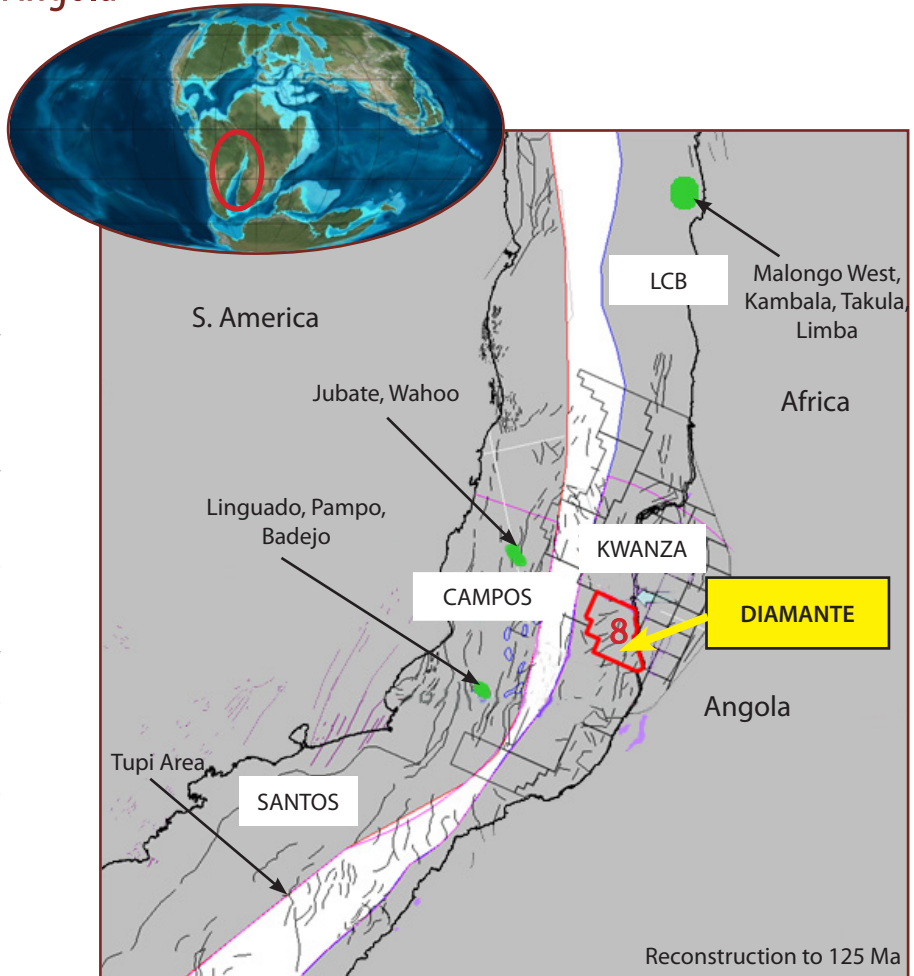 S. America
LCB
Malongo West,
Kambala, Takula,
Limba
Africa
Jubate, Wahoo
Linguado, Pampo,
Badejo
KWANZA
CAMPOS
8
DIAMANTE
Angola
Tupi Area
SANTOS
Reconstruction to 125 Ma